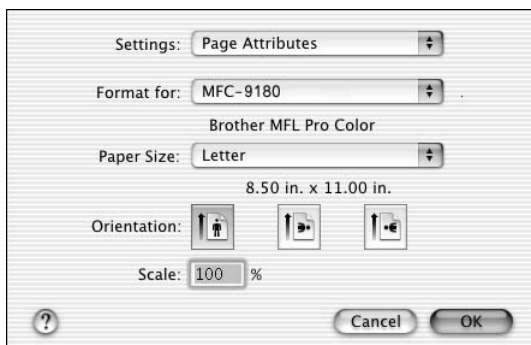 Settings: Page Attributes
Format for: MFC-9180
Brother MFL Pro Color
Paper Size: Letter
8.50 in. x 11.00 in.
Orientation:
Scale: 100 %
? Cancel OK